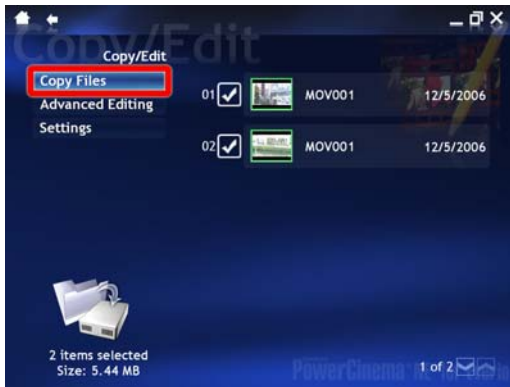 Copy/Edit
Copy/Edit
Copy Files
Advanced Editing
Settings
01 MOV001 12/5/2006
02 MOV001 12/5/2006
2 items selected
Size: 5.44 MB
PowerCinema
1 of 2